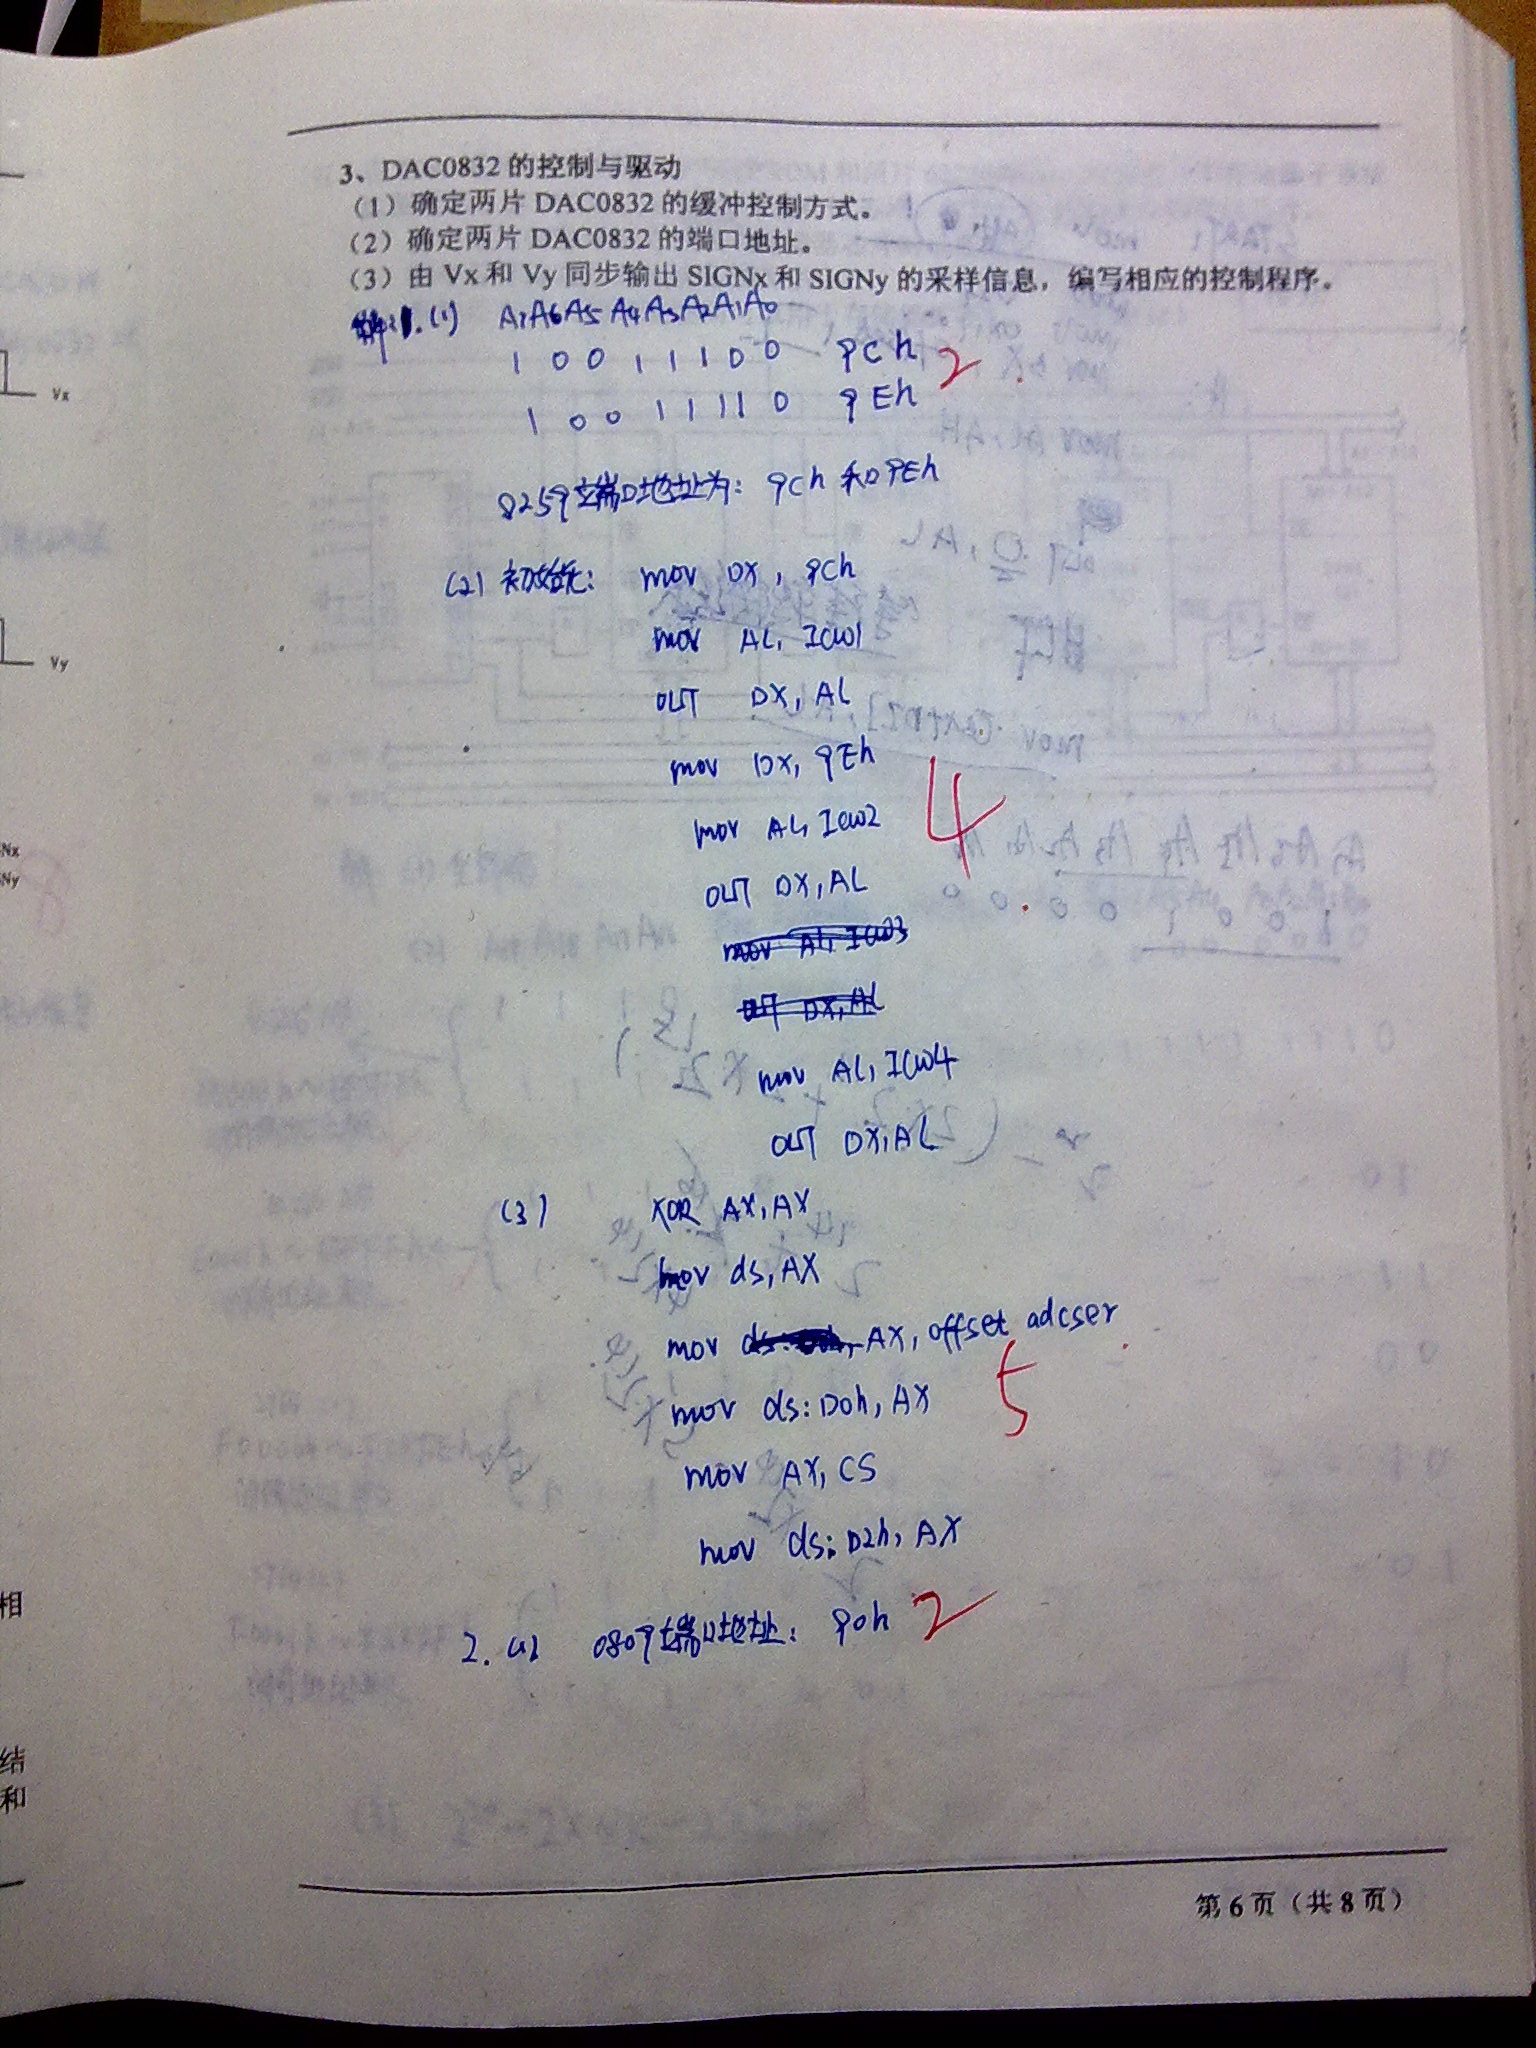 3、DAC0832 的控制与驱动
(1) 确定两片 DAC0832 的缓冲控制方式。
(2) 确定两片 DAC0832 的端口地址。
(3) 由 Vx 和 Vy 同步输出 SIGNx 和 SIGNy 的采样信息，编写相应的控制程序。
解:1.(1) A7A6A5A4A3A2A1A0
1 0 0 1 1 1 0 0 9Ch 2
1 0 0 1 1 1 1 0 9Eh
8259端口地址为: 9Ch 和 9Eh
(2) 初始化: mov DX, 9Ch
mov AL, ICW1
OUT DX, AL
mov DX, 9Eh
mov AL, ICW2 4
OUT DX, AL
mov AL, ICW3
OUT DX, AL
mov AL, ICW4
OUT DX, AL
(3) XOR AX, AX
mov ds, AX
mov AX, offset adcser
mov ds:D0h, AX 5
mov AX, CS
mov ds:D2h, AX
2. (1) 0809端口地址: 90h 2
第 6 页（共 8 页）
Vx
Vy
Nx
Ny
相
结
和